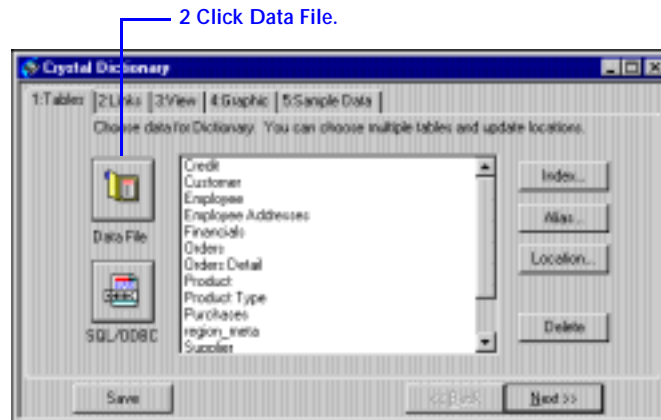 2 Click Data File.
Crystal Dictionary
1:Tables 2:Links 3:View 4:Graphic 5:Sample Data
Choose data for Dictionary. You can choose multiple tables and update locations.
Data File
SQL/ODBC
Credit
Customer
Employee
Employee Addresses
Financials
Orders
Orders Detail
Product
Product Type
Purchases
region_meta
Supplier
Index...
Alias...
Location...
Delete
Save
<< Back
Next >>